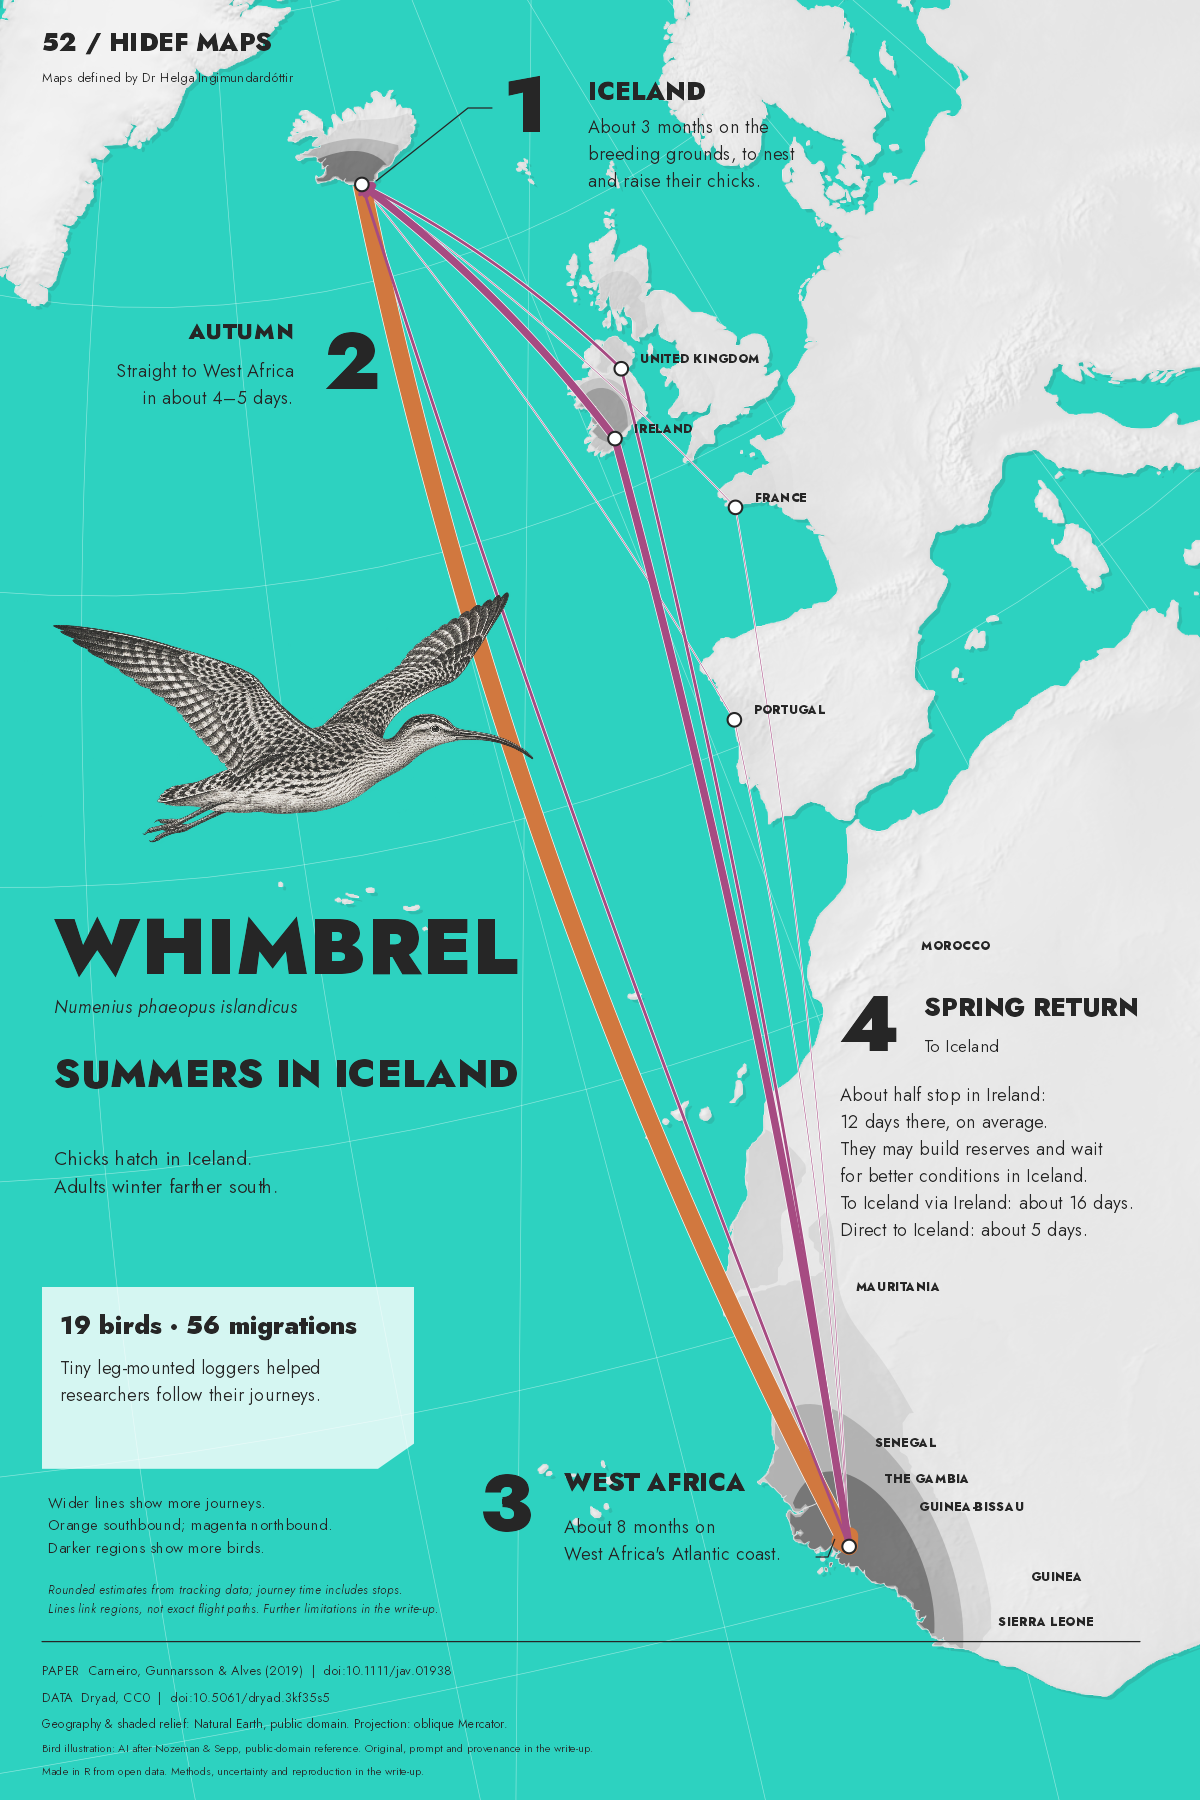 52 / HIDEF MAPS
Maps defined by Dr Helga Ingimundardóttir
1
ICELAND
About 3 months on the
breeding grounds, to nest
and raise their chicks.
AUTUMN
2
Straight to West Africa
in about 4–5 days.
UNITED KINGDOM
IRELAND
FRANCE
PORTUGAL
WHIMBREL
Numenius phaeopus islandicus
SUMMERS IN ICELAND
Chicks hatch in Iceland.
Adults winter farther south.
MOROCCO
4
SPRING RETURN
To Iceland
About half stop in Ireland:
12 days there, on average.
They may build reserves and wait
for better conditions in Iceland.
To Iceland via Ireland: about 16 days.
Direct to Iceland: about 5 days.
MAURITANIA
19 birds · 56 migrations
Tiny leg-mounted loggers helped
researchers follow their journeys.
SENEGAL
THE GAMBIA
GUINEA-BISSAU
3
WEST AFRICA
About 8 months on
West Africa's Atlantic coast.
GUINEA
SIERRA LEONE
Wider lines show more journeys.
Orange southbound; magenta northbound.
Darker regions show more birds.
Rounded estimates from tracking data; journey time includes stops.
Lines link regions, not exact flight paths. Further limitations in the write-up.
PAPER Carneiro, Gunnarsson & Alves (2019) | doi:10.1111/jav.01938
DATA Dryad, CC0 | doi:10.5061/dryad.3kf35s5
Geography & shaded relief: Natural Earth, public domain. Projection: oblique Mercator.
Bird illustration: AI after Nozeman & Sepp, public-domain reference. Original, prompt and provenance in the write-up.
Made in R from open data. Methods, uncertainty and reproduction in the write-up.